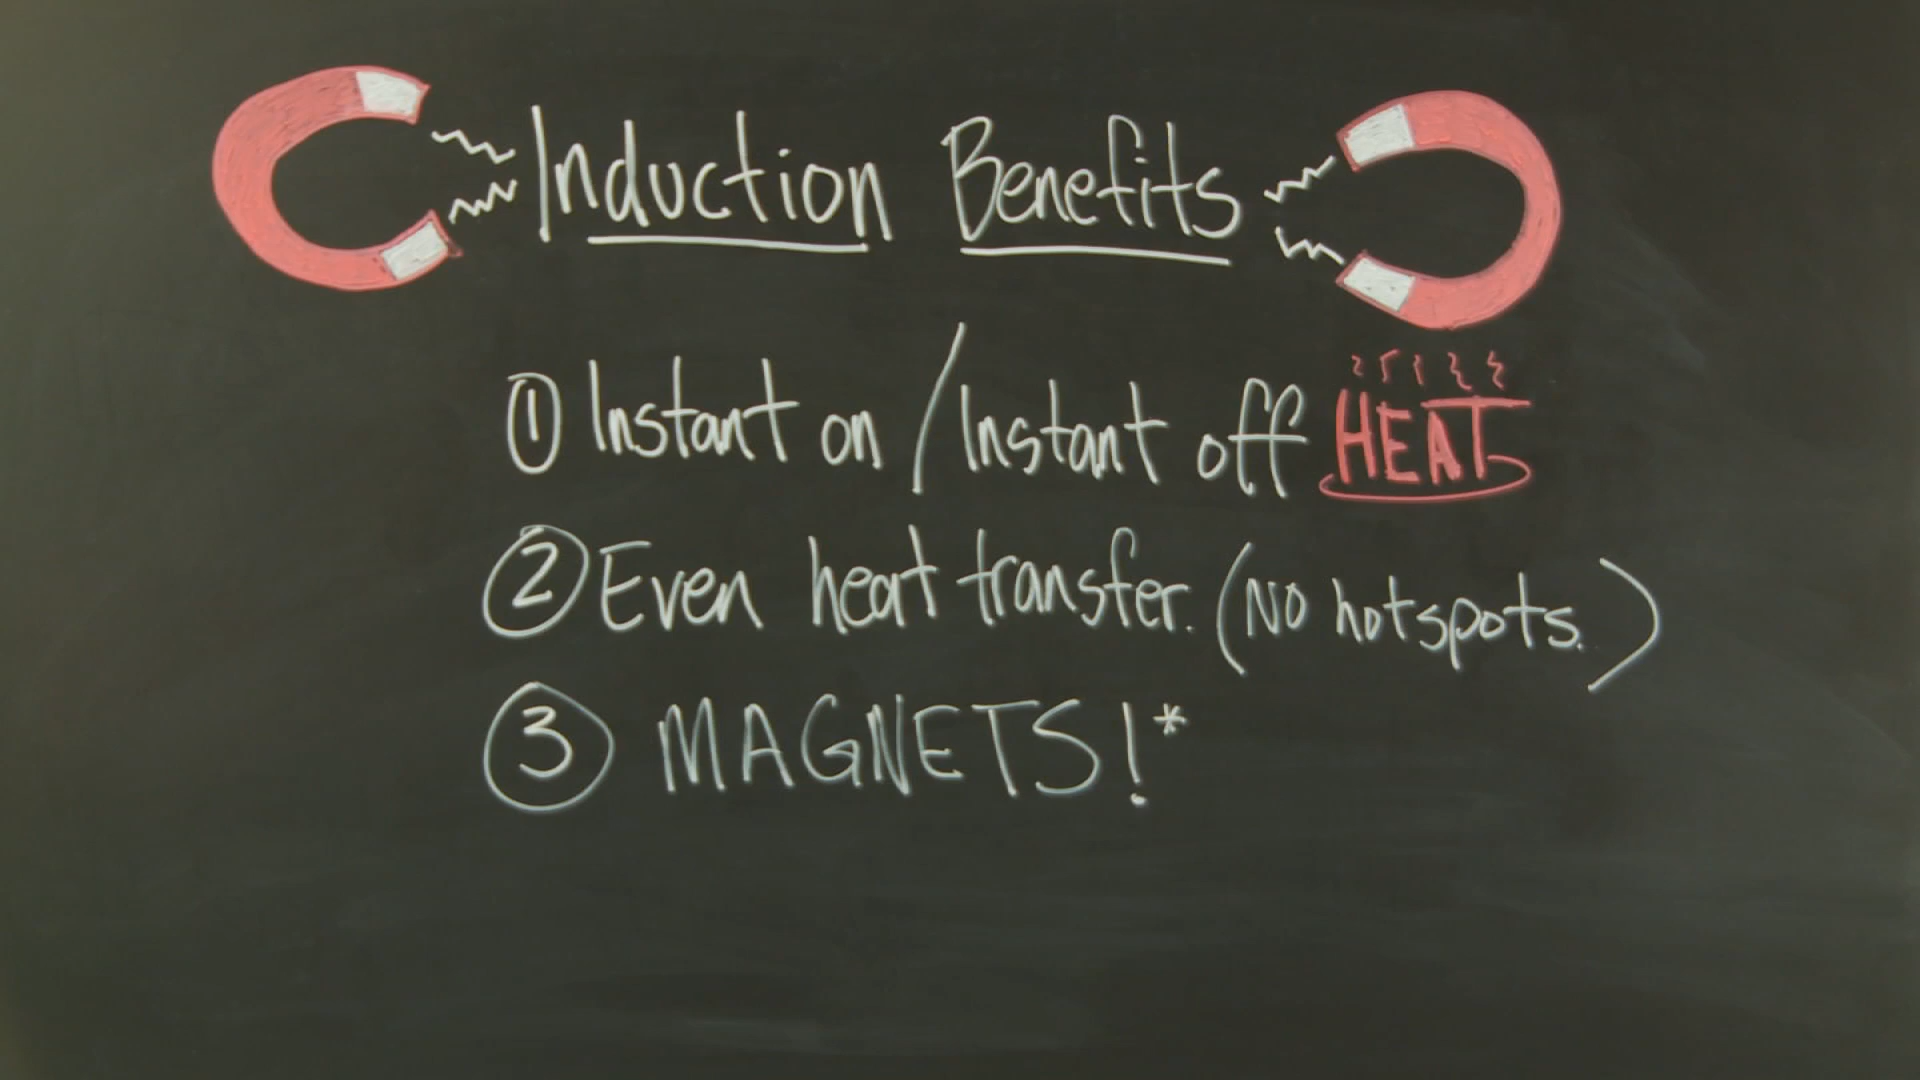 Induction Benefits
① Instant on / Instant off HEAT
② Even heat transfer. (No hotspots.)
③ MAGNETS!*